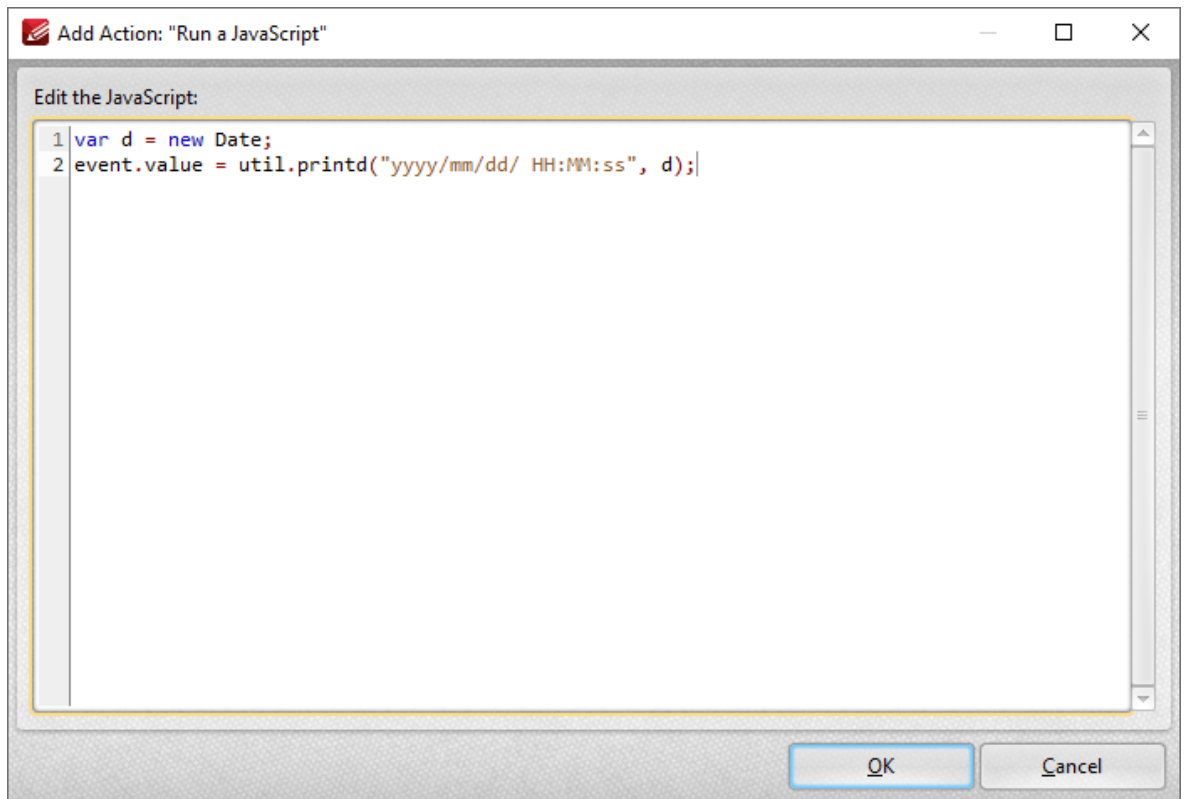 Add Action: "Run a JavaScript"
Edit the JavaScript:
1 var d = new Date;
2 event.value = util.printd("yyyy/mm/dd/ HH:MM:ss", d);
OK Cancel